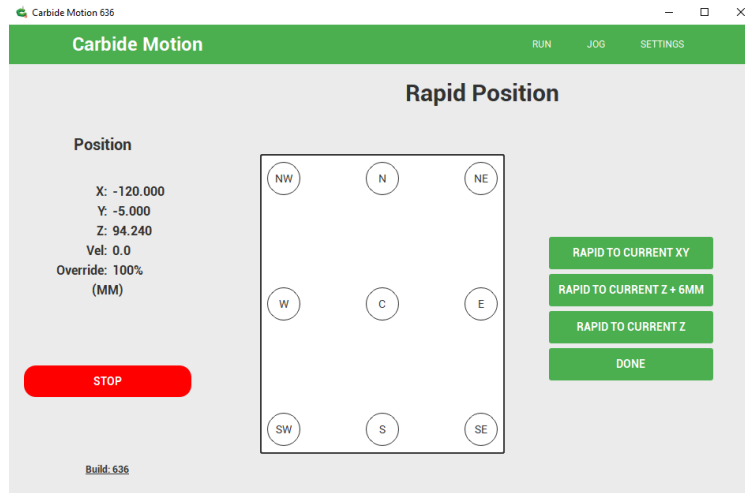 Carbide Motion 636
Carbide Motion
RUN JOG SETTINGS
Rapid Position
Position
X: -120.000
Y: -5.000
Z: 94.240
Vel: 0.0
Override: 100%
(MM)
STOP
Build: 636
NW N NE
W C E
SW S SE
RAPID TO CURRENT XY
RAPID TO CURRENT Z + 6MM
RAPID TO CURRENT Z
DONE